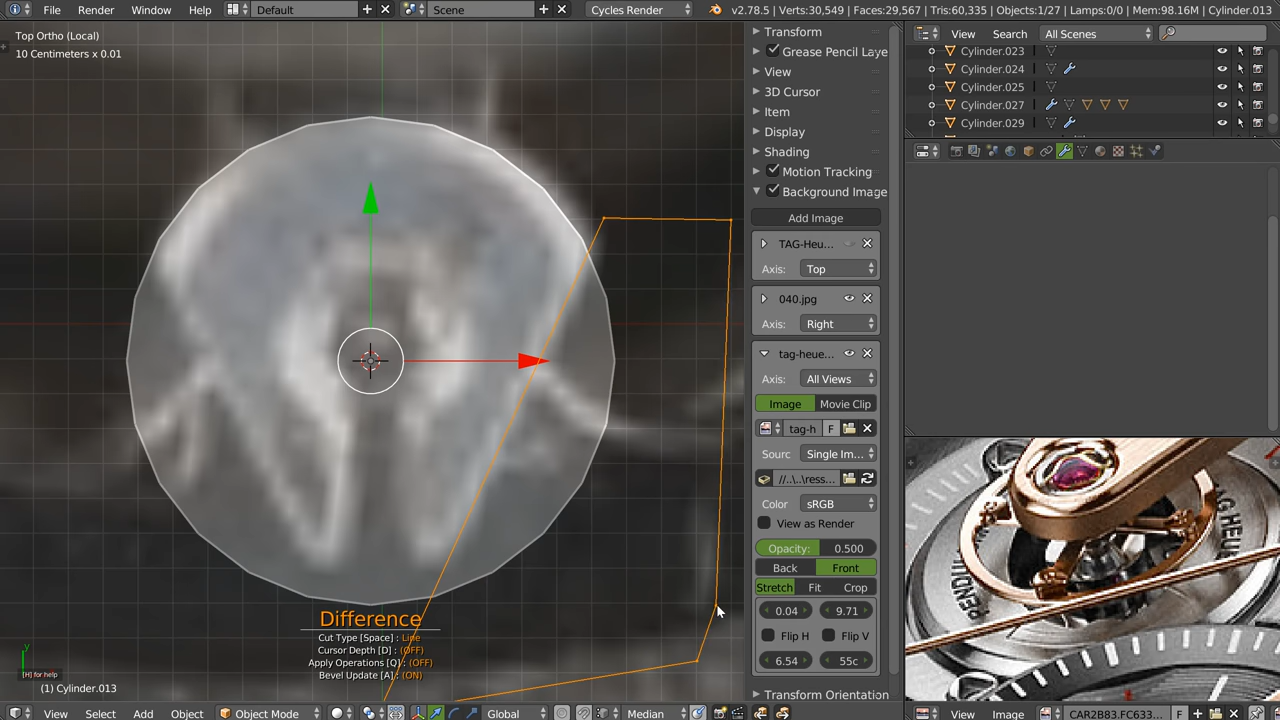 File Render Window Help Default Scene Cycles Render v2.78.5 | Verts:30,549 | Faces:29,567 | Tris:60,335 | Objects:1/27 | Lamps:0/0 | Mem:98.16M | Cylinder.013
Top Ortho (Local)
10 Centimeters x 0.01
Transform
Grease Pencil Laye
View
3D Cursor
Item
Display
Shading
Motion Tracking
Background Image
Add Image
TAG-Heu...
Axis: Top
040.jpg
Axis: Right
tag-heue...
Axis: All Views
Image Movie Clip
tag-h F
Sourc Single Im...
//..\..\ress...
Color sRGB
View as Render
Opacity: 0.500
Back Front
Stretch Fit Crop
0.04 9.71
Flip H Flip V
6.54 55c
Transform Orientation
View Search All Scenes
Cylinder.023
Cylinder.024
Cylinder.025
Cylinder.027
Cylinder.029
Difference
Cut Type [Space] : Line
Cursor Depth [D] : (OFF)
Apply Operations [Q] : (OFF)
Bevel Update [A] : (ON)
y
[H] for help
(1) Cylinder.013
TAG HEUER
View Select Add Object Object Mode Global Median
View Image CAR2B83.FC633... F